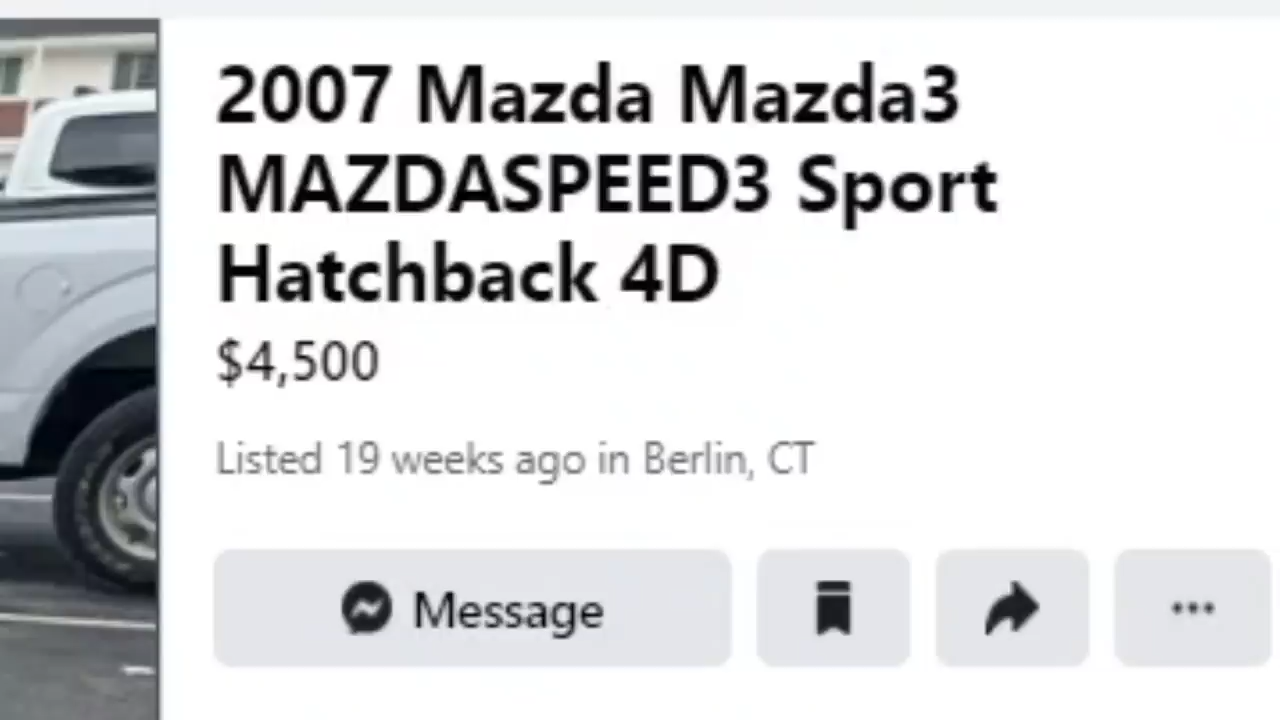 2007 Mazda Mazda3
MAZDASPEED3 Sport
Hatchback 4D
$4,500
Listed 19 weeks ago in Berlin, CT
Message